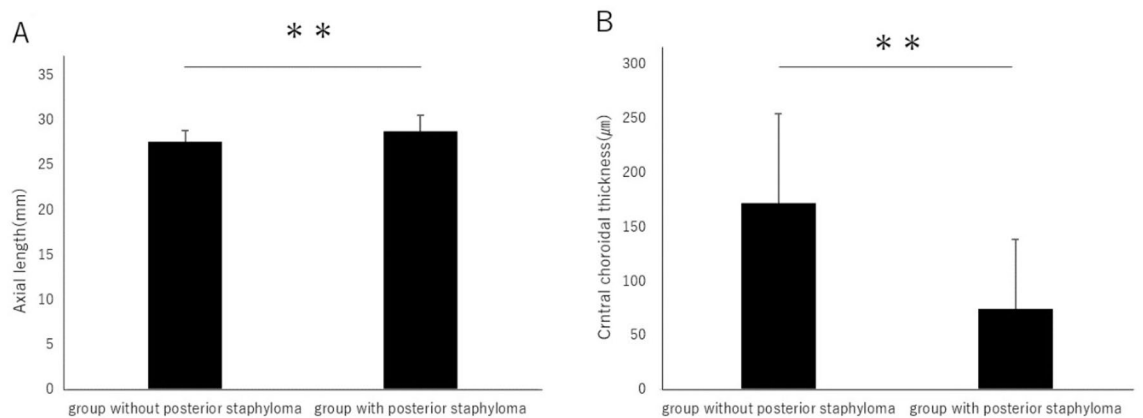 A
* *
35
30
25
20
15
10
5
0
Axial length(mm)
group without posterior staphyloma
group with posterior staphyloma
B
* *
300
250
200
150
100
50
0
Crntral choroidal thickness(μm)
group without posterior staphyloma
group with posterior staphyloma